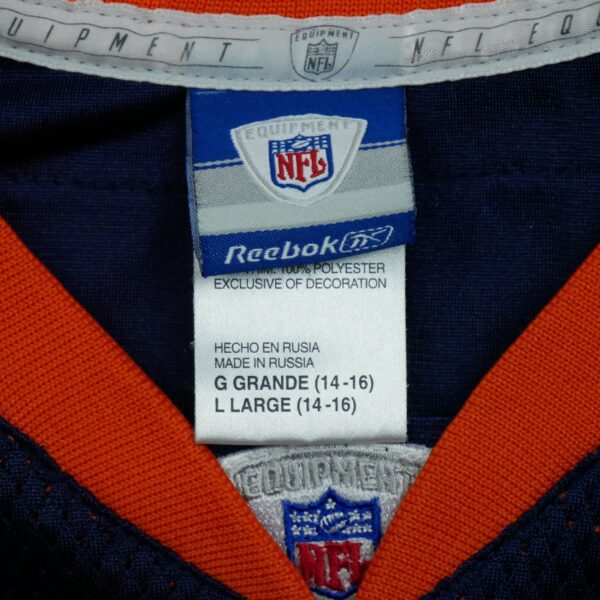 UIPMENT EQUIPMENT NFL NFL EQU
EQUIPMENT
NFL
Reebok
100% POLYESTER
EXCLUSIVE OF DECORATION
HECHO EN RUSIA
MADE IN RUSSIA
G GRANDE (14-16)
L LARGE (14-16)
EQUIPMENT
NFL